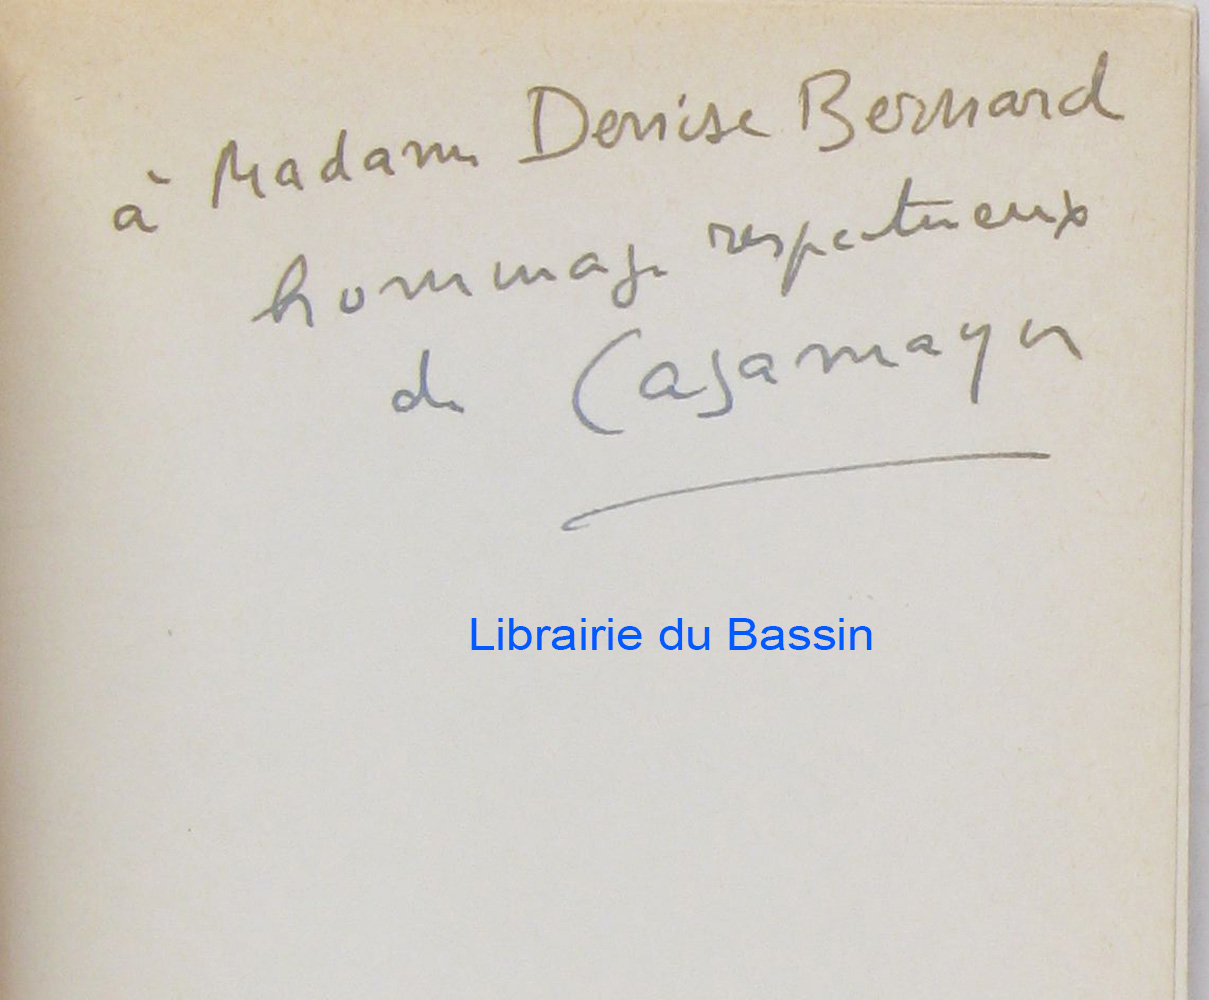 à Madame Denise Bernard
hommage respectueux
de Casamayor
Librairie du Bassin